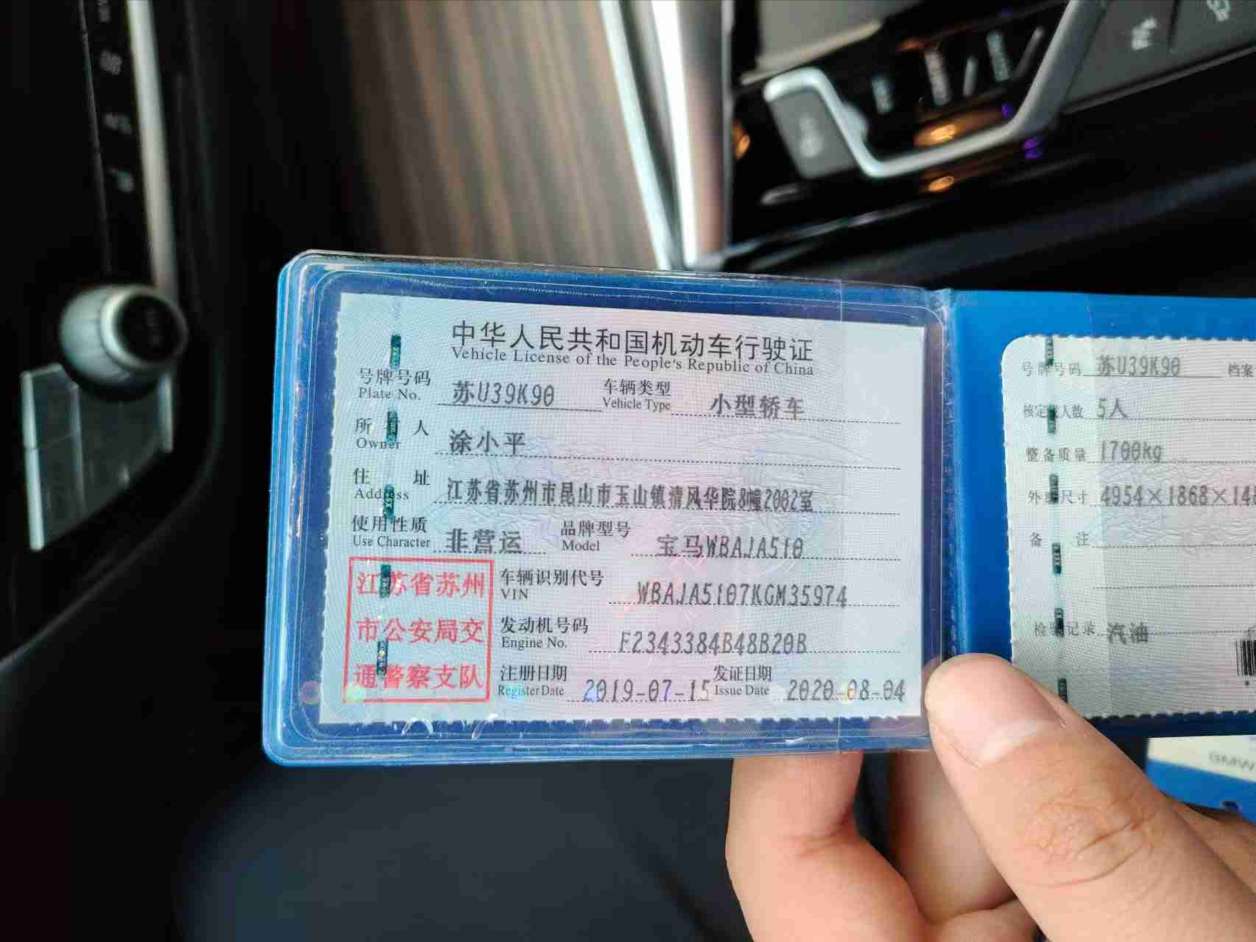 中华人民共和国机动车行驶证
Vehicle License of the People's Republic of China
号牌号码 苏U39K90 车辆类型 小型轿车
Plate No. Vehicle Type
所有人 涂小平
Owner
住址 江苏省苏州市昆山市玉山镇清风华院8幢2082室
Address
使用性质 非营运 品牌型号 宝马WBAJA510
Use Character Model
江苏省苏州
市公安局交
通警察支队
车辆识别代号 WBAJA5107KGM35974
VIN
发动机号码 F2343384B48B20B
Engine No.
注册日期 2019-07-15 发证日期 2020-08-04
Register Date Issue Date
号牌号码 苏U39K90 档案
核定载人数 5人
整备质量 1700kg
外廓尺寸 4954×1868×14
备注
检验记录 汽油
BMW